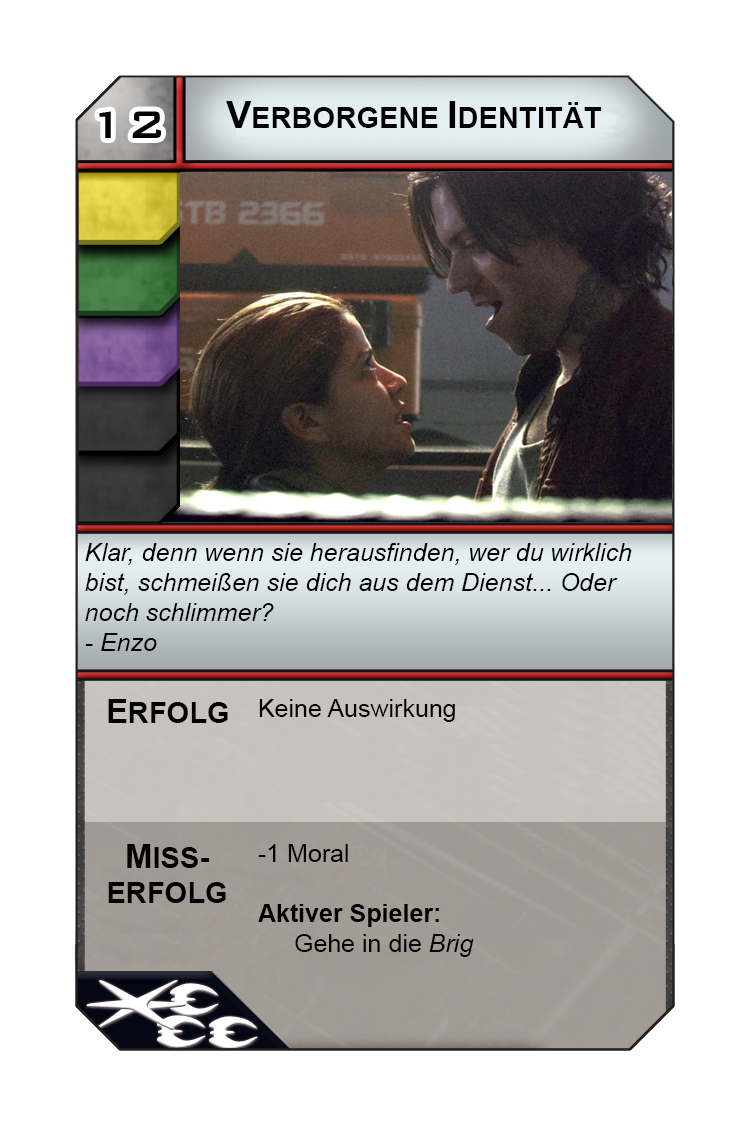 12
VERBORGENE IDENTITÄT
STB 2366
Klar, denn wenn sie herausfinden, wer du wirklich
bist, schmeißen sie dich aus dem Dienst... Oder
noch schlimmer?
- Enzo
ERFOLG
Keine Auswirkung
MISS-
ERFOLG
-1 Moral
Aktiver Spieler:
Gehe in die Brig